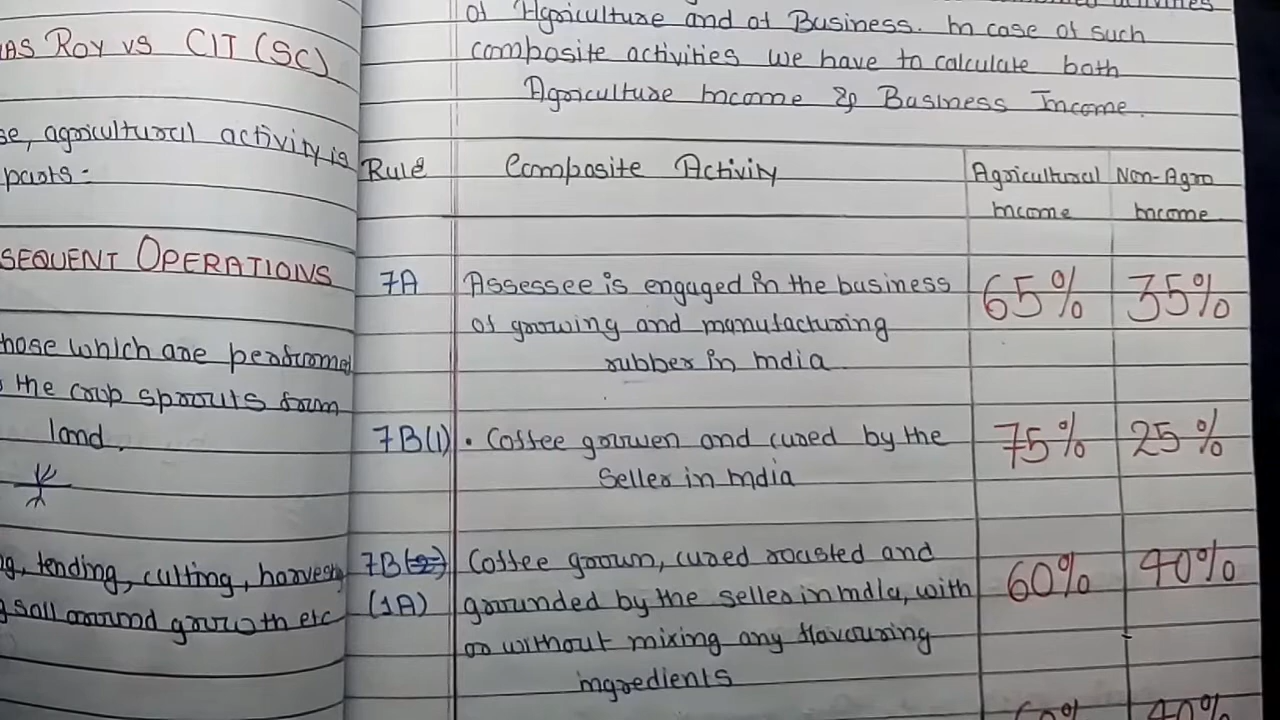 AS ROY VS CIT (SC)
se, agricultural activity is
parts:-
SEQUENT OPERATIONS
hose which are performed
the crop sprouts from
land.
g, tending, cutting, harvesting
soil around growth etc
of Agriculture and of Business. In case of such
composite activities we have to calculate both
Agriculture Income & Business Income.
Rule Composite Activity Agricultural Income Non-Agro Income
7A Assessee is engaged in the business 65% 35%
of growing and manufacturing
rubber in India.
7B(1) • Coffee growen and cured by the 75% 25%
Seller in India
7B Coffee grown, cured roasted and 60% 40%
(1A) grounded by the seller in India, with
or without mixing any flavouring
ingredients
60% 40%